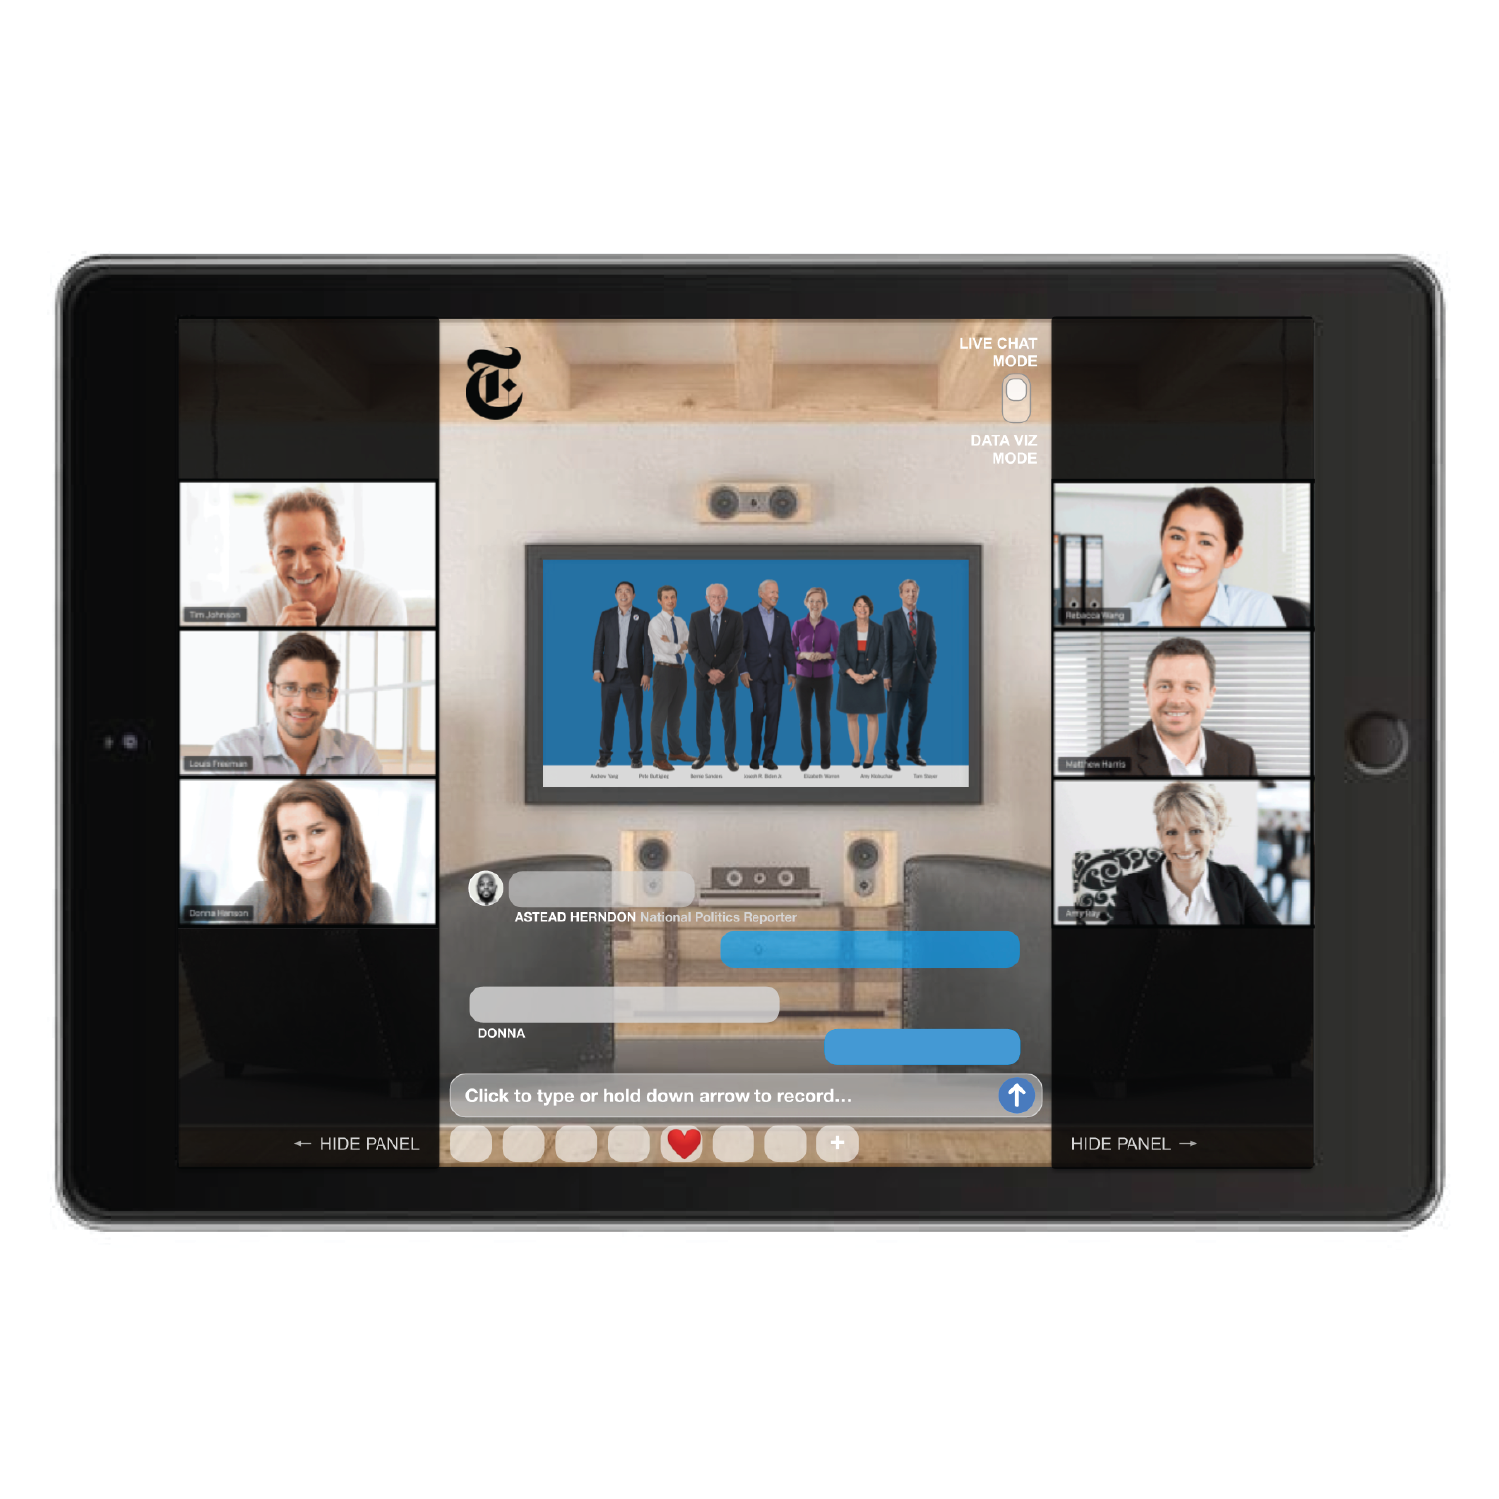 T
LIVE CHAT
MODE
DATA VIZ
MODE
Tim Johnson
Louis Freeman
Donna Hanson
Rebacca Wang
Matthew Harris
Amy Ray
Andrew Yang Pete Buttigieg Bernie Sanders Joseph R. Biden Jr. Elizabeth Warren Amy Klobuchar Tom Steyer
ASTEAD HERNDON National Politics Reporter
DONNA
Click to type or hold down arrow to record...
+
← HIDE PANEL
HIDE PANEL →